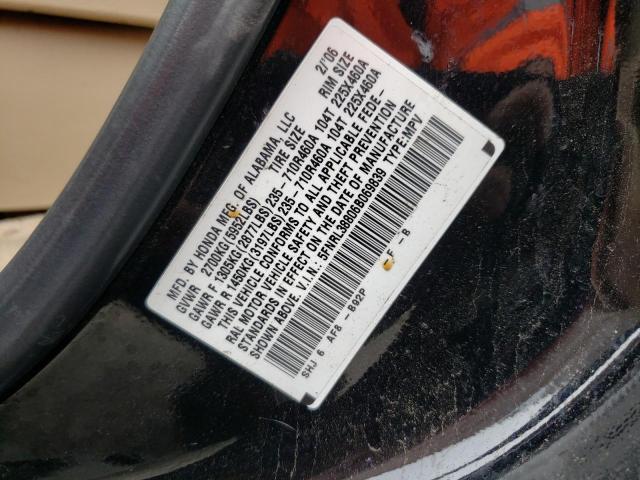 MFD. BY HONDA MFG. OF ALABAMA, LLC 2/'06
GVWR 2700KG(5952LBS) TIRE SIZE RIM SIZE
GAWR F 1305KG(2877LBS) 235-710R460A 104T 225X460A
GAWR R 1450KG(3197LBS) 235-710R460A 104T 225X460A
THIS VEHICLE CONFORMS TO ALL APPLICABLE FEDE-
RAL MOTOR VEHICLE SAFETY AND THEFT PREVENTION
STANDARDS IN EFFECT ON THE DATE OF MANUFACTURE
SHOWN ABOVE. V.I.N.: 5FNRL38806B069839 TYPE:MPV
SHJ 6 AF8 -B92P -F -B